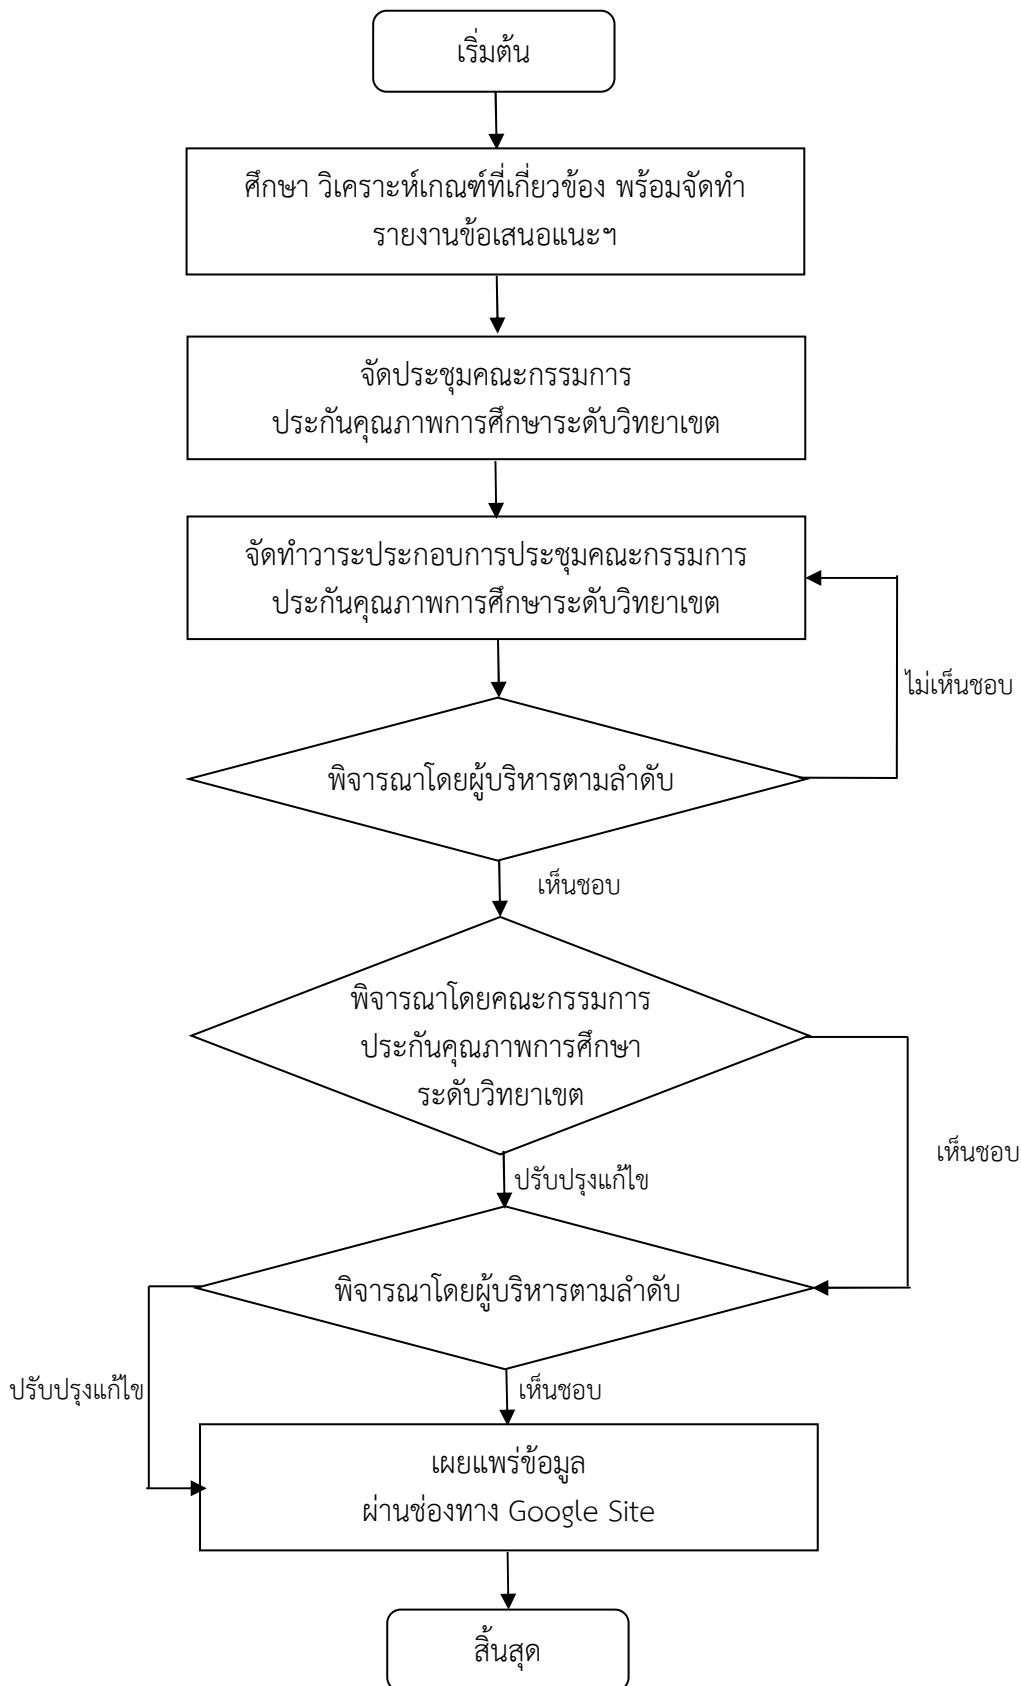 เริ่มต้น
ศึกษา วิเคราะห์เกณฑ์ที่เกี่ยวข้อง พร้อมจัดทำ
รายงานข้อเสนอแนะฯ
จัดประชุมคณะกรรมการ
ประกันคุณภาพการศึกษาระดับวิทยาเขต
จัดทำวาระประกอบการประชุมคณะกรรมการ
ประกันคุณภาพการศึกษาระดับวิทยาเขต
ไม่เห็นชอบ
พิจารณาโดยผู้บริหารตามลำดับ
เห็นชอบ
พิจารณาโดยคณะกรรมการ
ประกันคุณภาพการศึกษา
ระดับวิทยาเขต
เห็นชอบ
ปรับปรุงแก้ไข
พิจารณาโดยผู้บริหารตามลำดับ
ปรับปรุงแก้ไข
เห็นชอบ
เผยแพร่ข้อมูล
ผ่านช่องทาง Google Site
สิ้นสุด